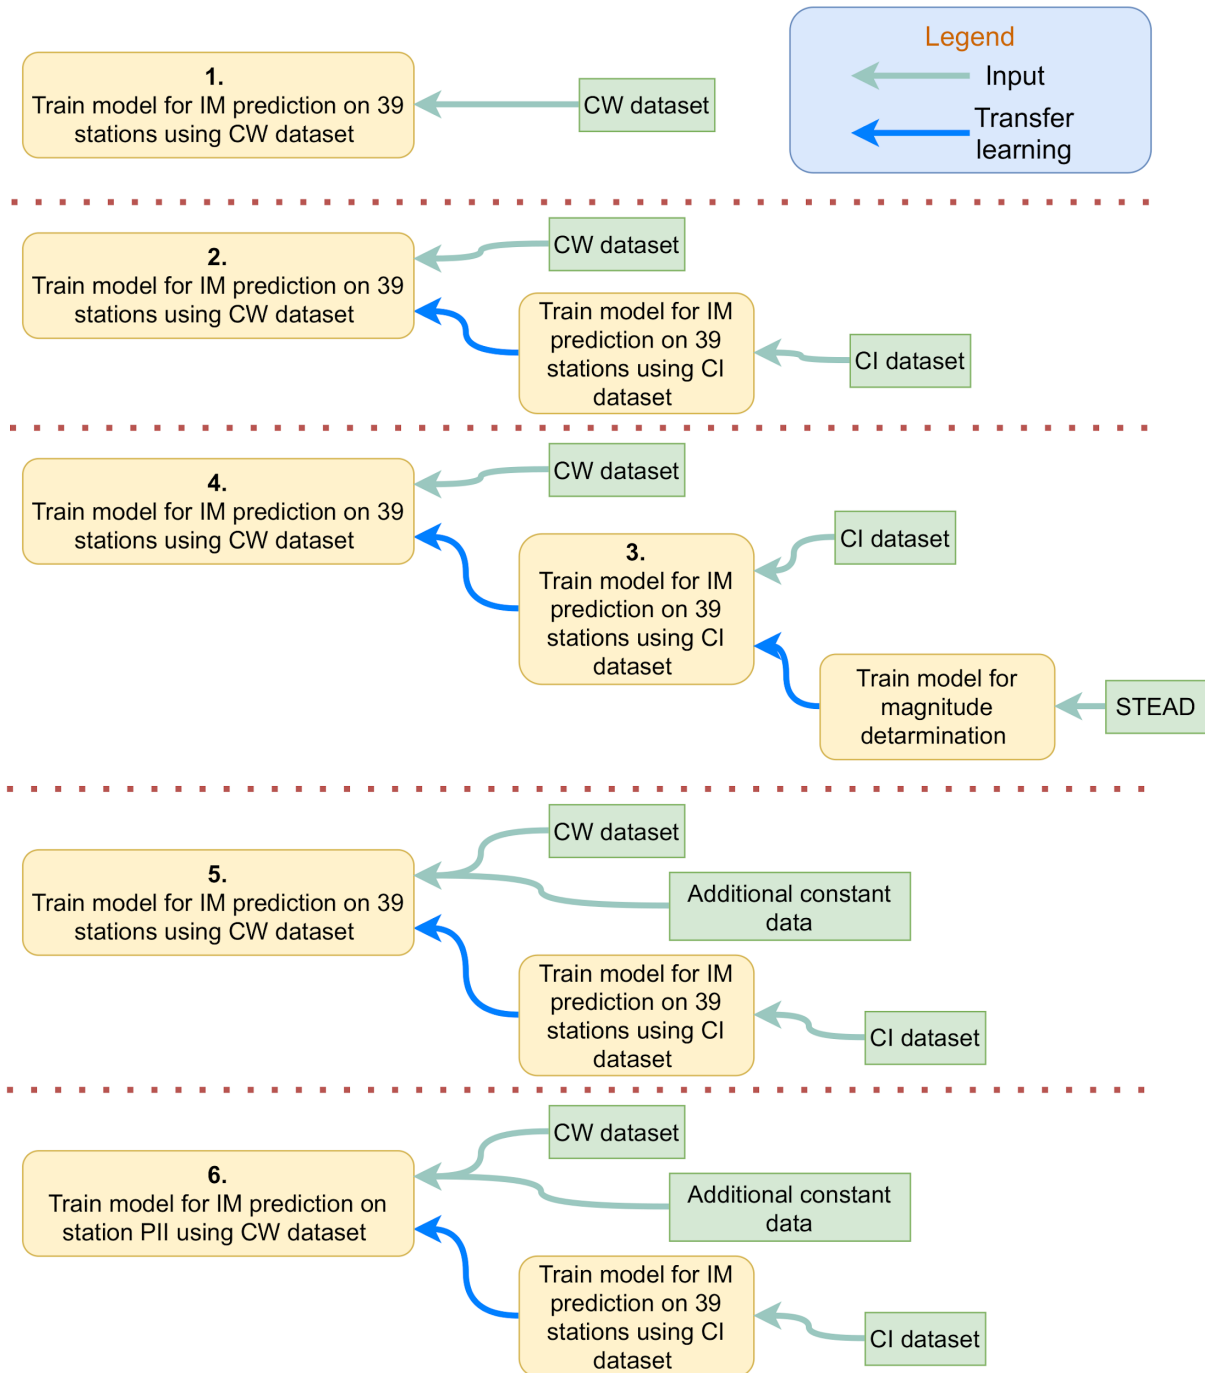 Legend
Input
Transfer
learning
1.
Train model for IM prediction on 39
stations using CW dataset
CW dataset
2.
Train model for IM prediction on 39
stations using CW dataset
CW dataset
Train model for IM
prediction on 39
stations using CI
dataset
CI dataset
4.
Train model for IM prediction on 39
stations using CW dataset
CW dataset
3.
Train model for IM
prediction on 39
stations using CI
dataset
CI dataset
Train model for
magnitude
detarmination
STEAD
5.
Train model for IM prediction on 39
stations using CW dataset
CW dataset
Additional constant
data
Train model for IM
prediction on 39
stations using CI
dataset
CI dataset
6.
Train model for IM prediction on
station PII using CW dataset
CW dataset
Additional constant
data
Train model for IM
prediction on 39
stations using CI
dataset
CI dataset